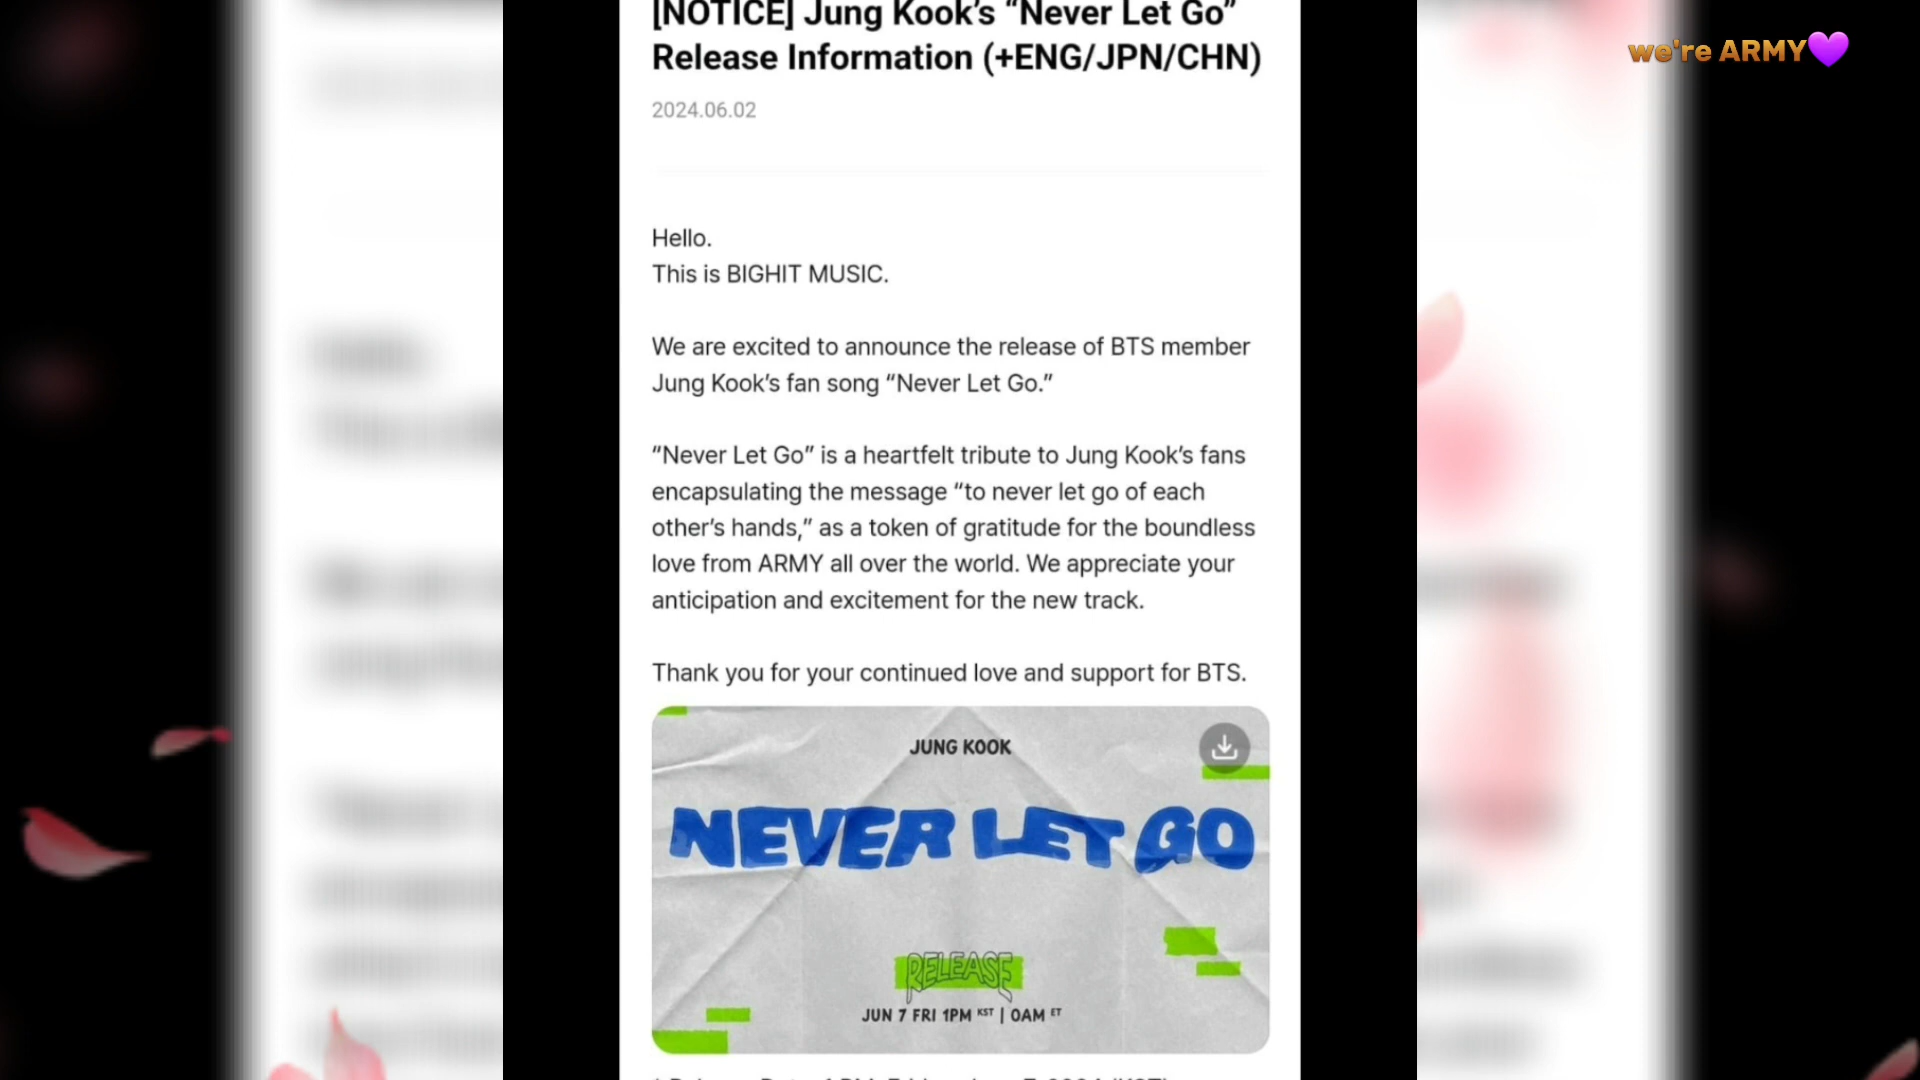 [NOTICE] Jung Kook's “Never Let Go”
Release Information (+ENG/JPN/CHN)
we're ARMY💜
2024.06.02
Hello.
This is BIGHIT MUSIC.
We are excited to announce the release of BTS member
Jung Kook’s fan song “Never Let Go.”
“Never Let Go” is a heartfelt tribute to Jung Kook’s fans
encapsulating the message “to never let go of each
other’s hands,” as a token of gratitude for the boundless
love from ARMY all over the world. We appreciate your
anticipation and excitement for the new track.
Thank you for your continued love and support for BTS.
JUNG KOOK
NEVER LET GO
RELEASE
JUN 7 FRI 1PM KST | 0AM ET